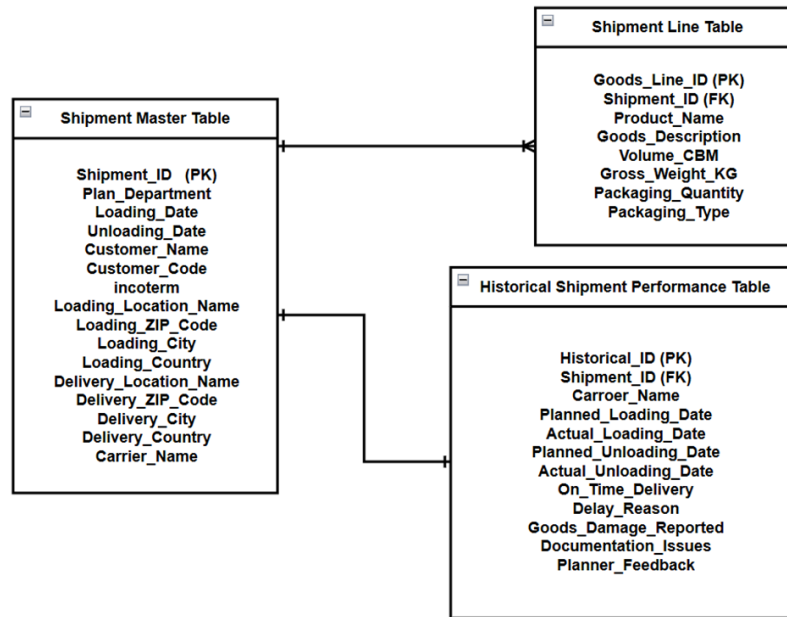 Shipment Line Table
Goods_Line_ID (PK)
Shipment_ID (FK)
Product_Name
Goods_Description
Volume_CBM
Gross_Weight_KG
Packaging_Quantity
Packaging_Type
Shipment Master Table
Shipment_ID (PK)
Plan_Department
Loading_Date
Unloading_Date
Customer_Name
Customer_Code
incoterm
Loading_Location_Name
Loading_ZIP_Code
Loading_City
Loading_Country
Delivery_Location_Name
Delivery_ZIP_Code
Delivery_City
Delivery_Country
Carrier_Name
Historical Shipment Performance Table
Historical_ID (PK)
Shipment_ID (FK)
Carroer_Name
Planned_Loading_Date
Actual_Loading_Date
Planned_Unloading_Date
Actual_Unloading_Date
On_Time_Delivery
Delay_Reason
Goods_Damage_Reported
Documentation_Issues
Planner_Feedback